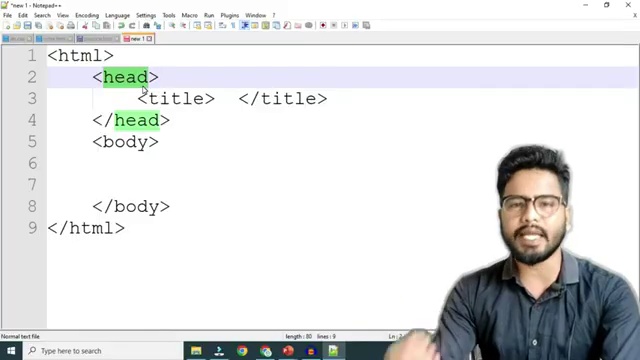 *new 1 - Notepad++
File Edit Search View Encoding Language Settings Tools Macro Run Plugins Window ?
new 1
1 <html>
2 <head>
3 <title> </title>
4 </head>
5 <body>
6
7
8 </body>
9 </html>
Normal text file length : 80 lines : 9
Type here to search